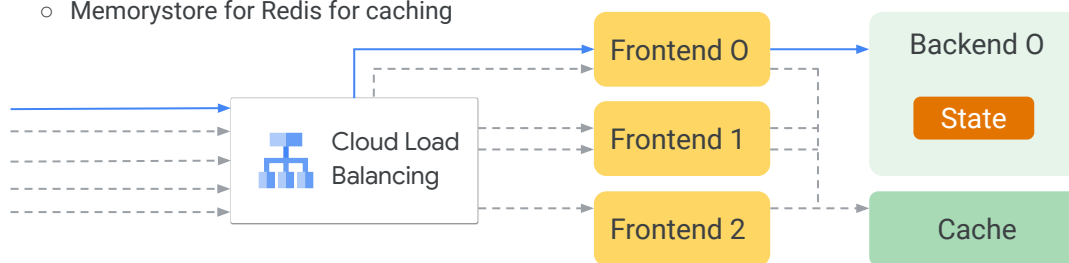 ○ Memorystore for Redis for caching
Frontend 0
Backend 0
State
Cloud Load
Balancing
Frontend 1
Frontend 2
Cache